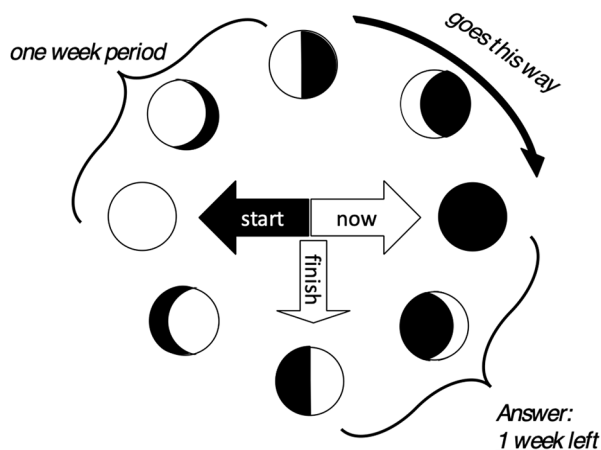 goes this way
one week period
start
now
finish
Answer:
1 week left